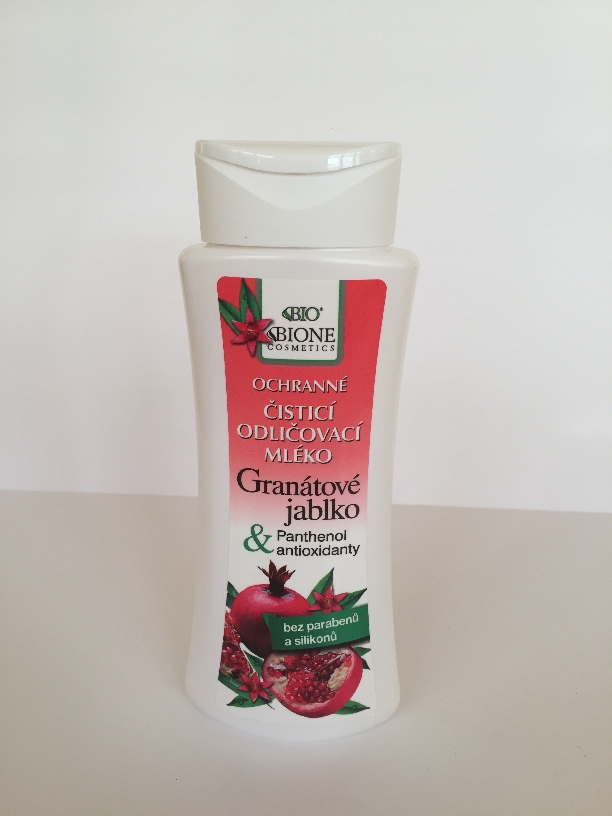 BIO®
BIONE
COSMETICS
OCHRANNÉ
ČISTICÍ
ODLIČOVACÍ
MLÉKO
Granátové
jablko
& Panthenol
antioxidanty
bez parabenů
a silikonů